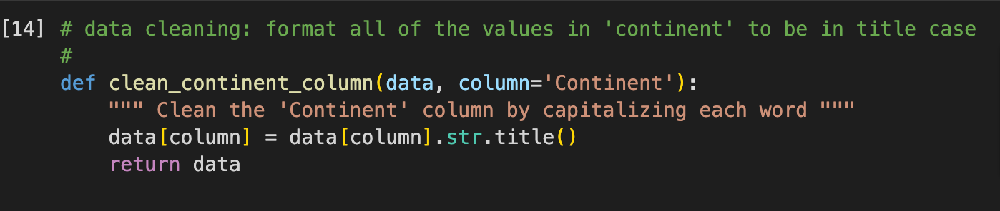 [14] # data cleaning: format all of the values in 'continent' to be in title case
#
def clean_continent_column(data, column='Continent'):
""" Clean the 'Continent' column by capitalizing each word """
data[column] = data[column].str.title()
return data